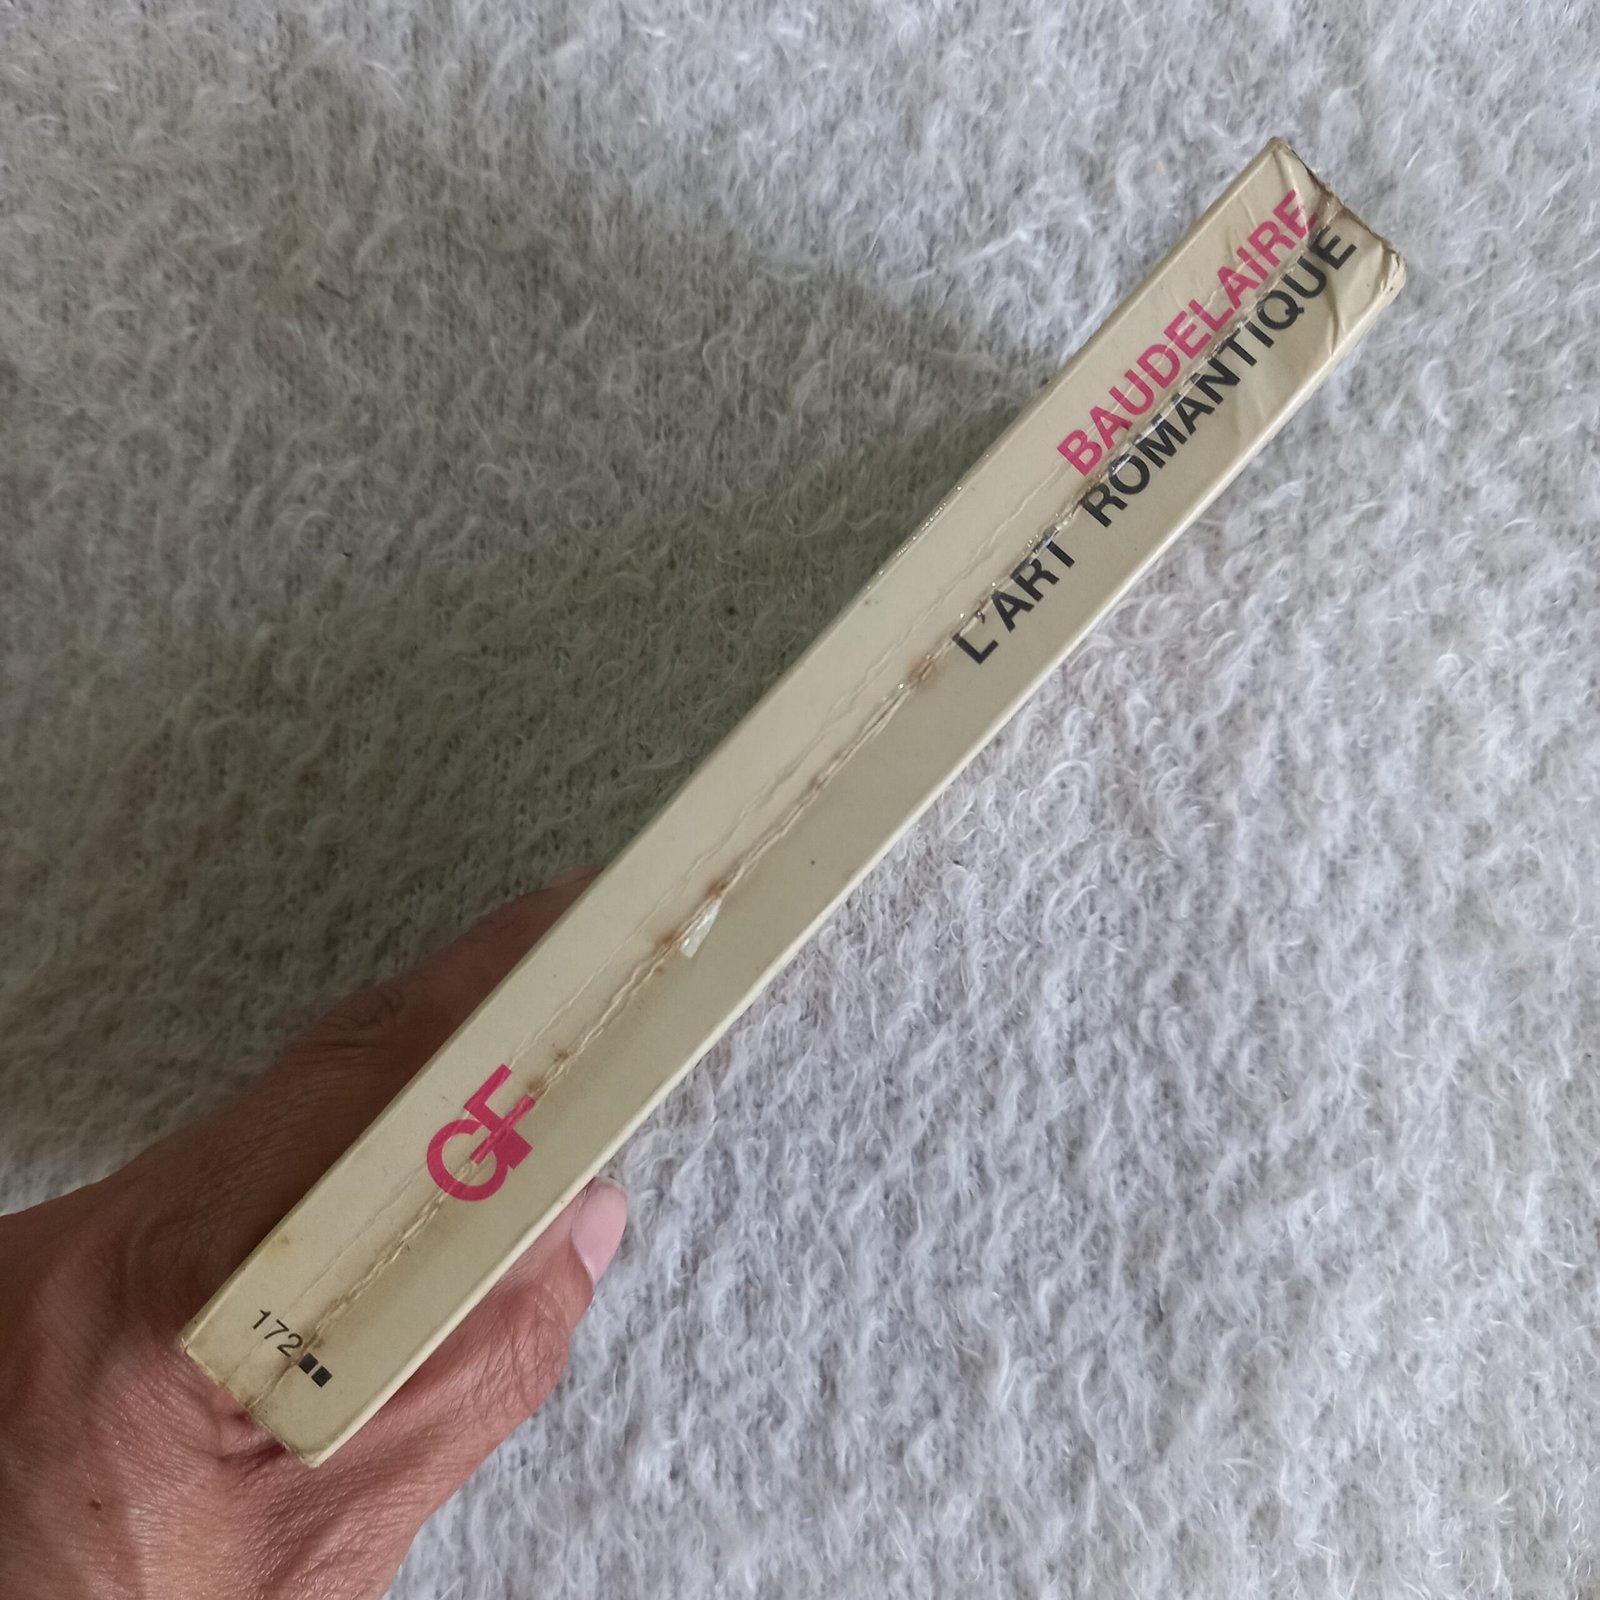 BAUDELAIRE
L'ART ROMANTIQUE
GF
172